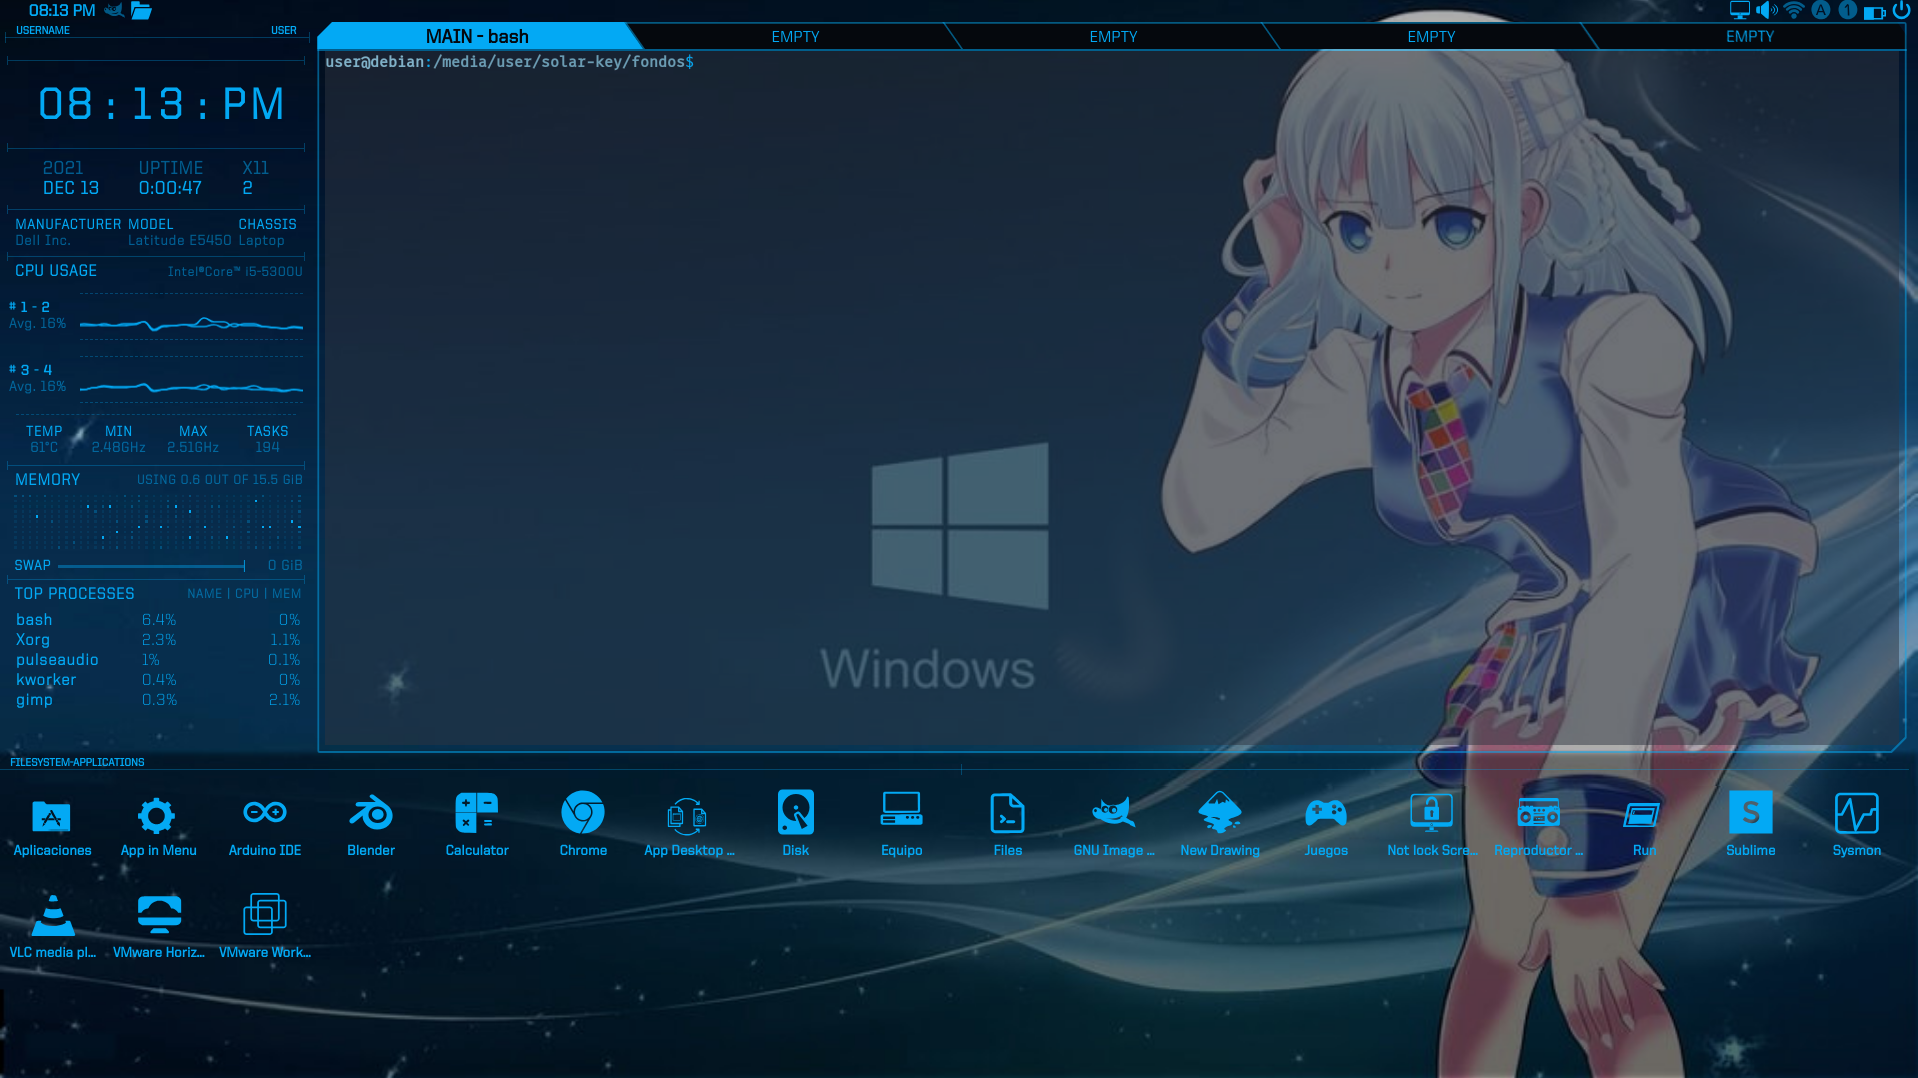 08:13 PM
A 1
USERNAME USER
MAIN - bash EMPTY EMPTY EMPTY EMPTY
user@debian:/media/user/solar-key/fondos$
08:13:PM
2021 UPTIME X11
DEC 13 0:00:47 2
MANUFACTURER MODEL CHASSIS
Dell Inc. Latitude E5450 Laptop
CPU USAGE Intel®Core™ i5-5300U
# 1 - 2
Avg. 16%
# 3 - 4
Avg. 16%
TEMP MIN MAX TASKS
61°C 2.48GHz 2.51GHz 194
MEMORY USING 0.6 OUT OF 15.5 GiB
SWAP 0 GiB
TOP PROCESSES NAME | CPU | MEM
bash 6.4% 0%
Xorg 2.3% 1.1%
pulseaudio 1% 0.1%
kworker 0.4% 0%
gimp 0.3% 2.1%
Windows
FILESYSTEM-APPLICATIONS
Aplicaciones App in Menu Arduino IDE Blender Calculator Chrome App Desktop ... Disk Equipo Files GNU Image ... New Drawing Juegos Not lock Scre... Reproductor ... Run Sublime Sysmon
VLC media pl... VMware Horiz... VMware Work...